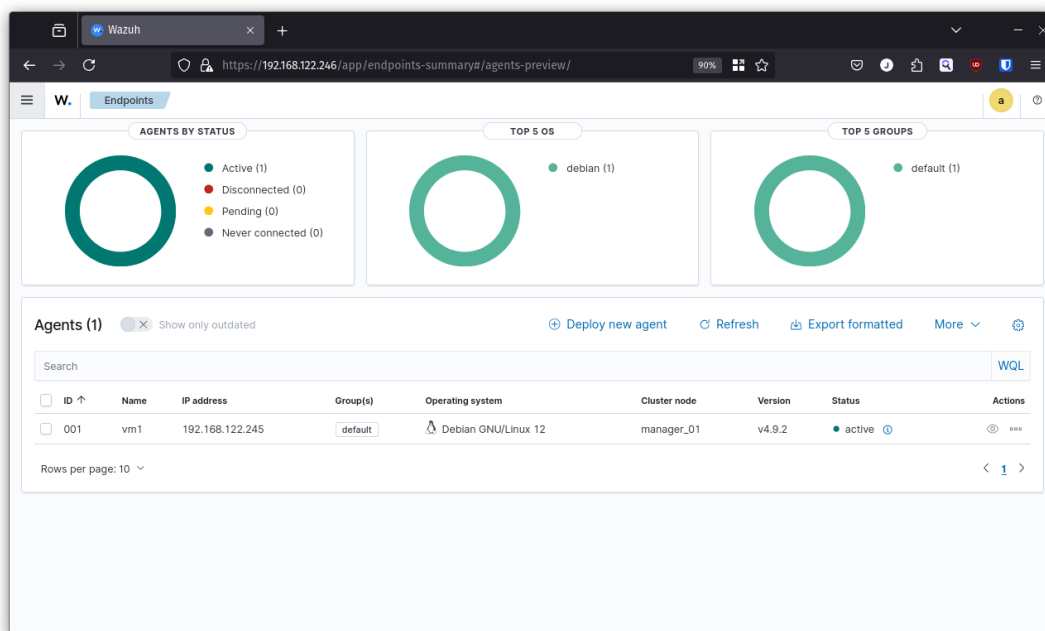 Wazuh
https://192.168.122.246/app/endpoints-summary#/agents-preview/ 90%
W. Endpoints a
AGENTS BY STATUS
Active (1)
Disconnected (0)
Pending (0)
Never connected (0)
TOP 5 OS
debian (1)
TOP 5 GROUPS
default (1)
Agents (1) Show only outdated Deploy new agent Refresh Export formatted More
Search WQL
ID Name IP address Group(s) Operating system Cluster node Version Status Actions
001 vm1 192.168.122.245 default Debian GNU/Linux 12 manager_01 v4.9.2 active
Rows per page: 10 1